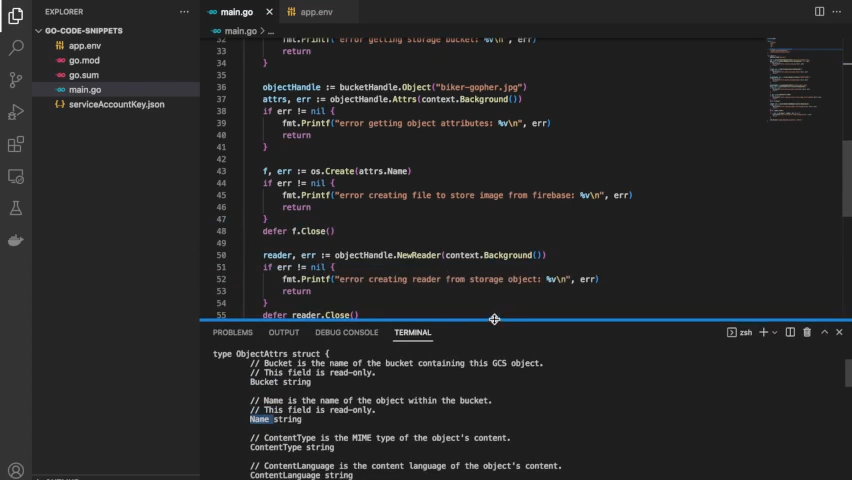 EXPLORER
GO-CODE-SNIPPETS
app.env
go.mod
go.sum
main.go
serviceAccountKey.json
main.go
app.env
main.go > ...
32 fmt.Printf("error getting storage bucket: %v\n", err)
33 return
34 }
35
36 objectHandle := bucketHandle.Object("biker-gopher.jpg")
37 attrs, err := objectHandle.Attrs(context.Background())
38 if err != nil {
39 fmt.Printf("error getting object attributes: %v\n", err)
40 return
41 }
42
43 f, err := os.Create(attrs.Name)
44 if err != nil {
45 fmt.Printf("error creating file to store image from firebase: %v\n", err)
46 return
47 }
48 defer f.Close()
49
50 reader, err := objectHandle.NewReader(context.Background())
51 if err != nil {
52 fmt.Printf("error creating reader from storage object: %v\n", err)
53 return
54 }
55 defer reader.Close()
PROBLEMS OUTPUT DEBUG CONSOLE TERMINAL
zsh
type ObjectAttrs struct {
// Bucket is the name of the bucket containing this GCS object.
// This field is read-only.
Bucket string
// Name is the name of the object within the bucket.
// This field is read-only.
Name string
// ContentType is the MIME type of the object's content.
ContentType string
// ContentLanguage is the content language of the object's content.
ContentLanguage string